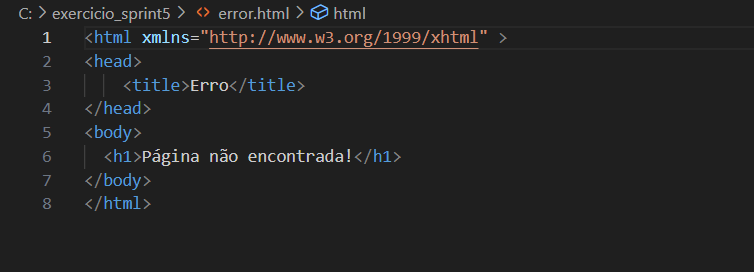 C: > exercicio_sprint5 > <> error.html > html
1 <html xmlns="http://www.w3.org/1999/xhtml" >
2 <head>
3 <title>Erro</title>
4 </head>
5 <body>
6 <h1>Página não encontrada!</h1>
7 </body>
8 </html>